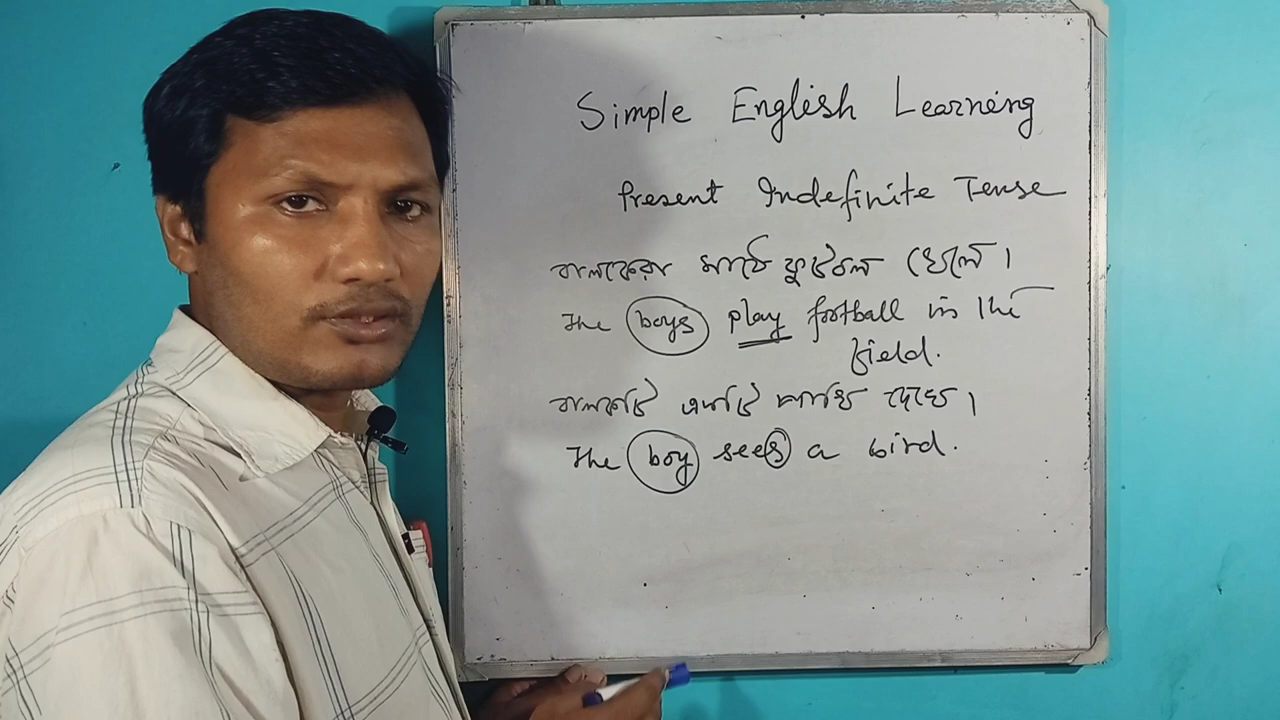 Simple English Learning
Present Indefinite Tense
বালকেরা মাঠে ফুটবল খেলে।
The boys play football in the
field.
বালকটি একটি পাখি দেখে।
The boy sees a bird.